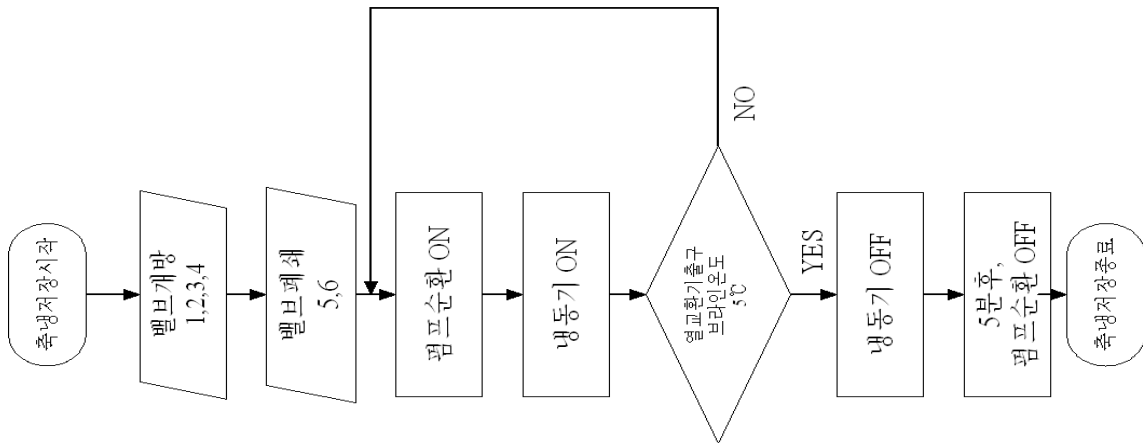 축냉저장시작
밸브개방
1,2,3,4
밸브폐쇄
5,6
펌프순환 ON
냉동기 ON
열교환기출구
브라인온도
5℃
NO
YES
냉동기 OFF
5분후,
펌프순환 OFF
축냉저장종료